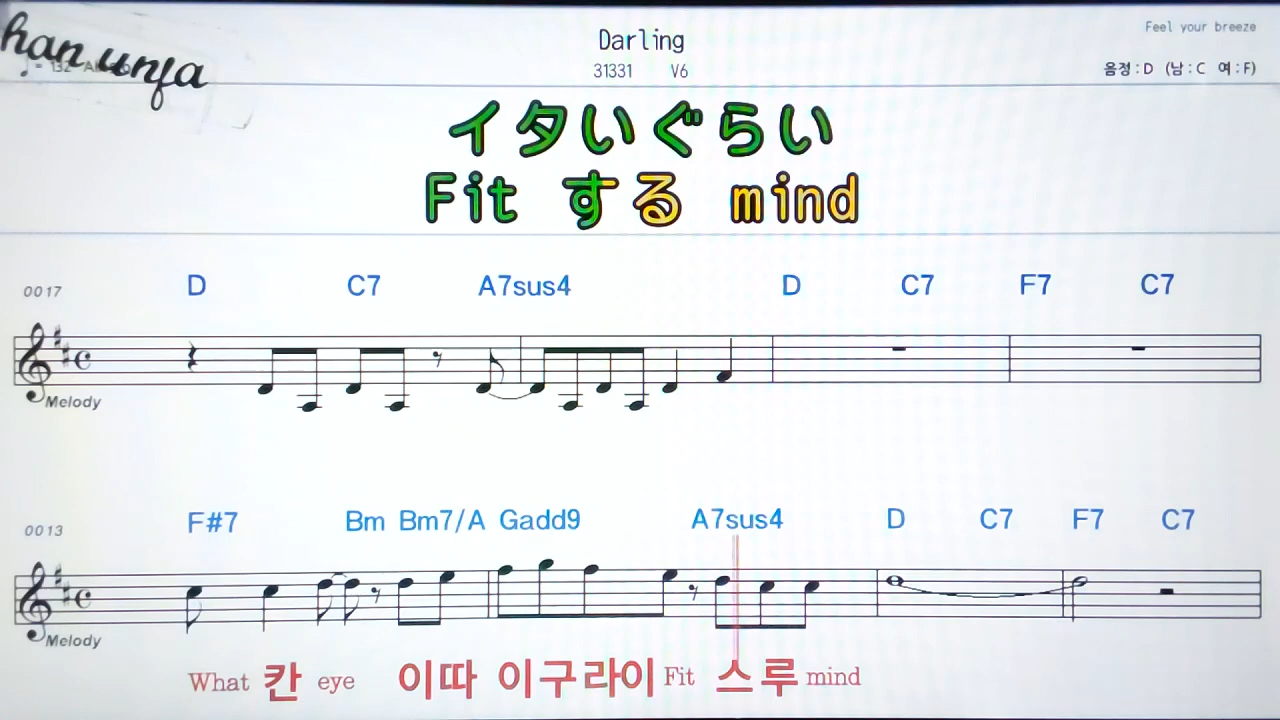 Feel your breeze
Darling
han unfa
31331 V6
음정:D (남:C 여:F)
イタいぐらい
Fit する mind
0017 D C7 A7sus4 D C7 F7 C7
Melody
0013 F#7 Bm Bm7/A Gadd9 A7sus4 D C7 F7 C7
Melody
What 칸 eye 이따 이구라이 Fit 스루 mind